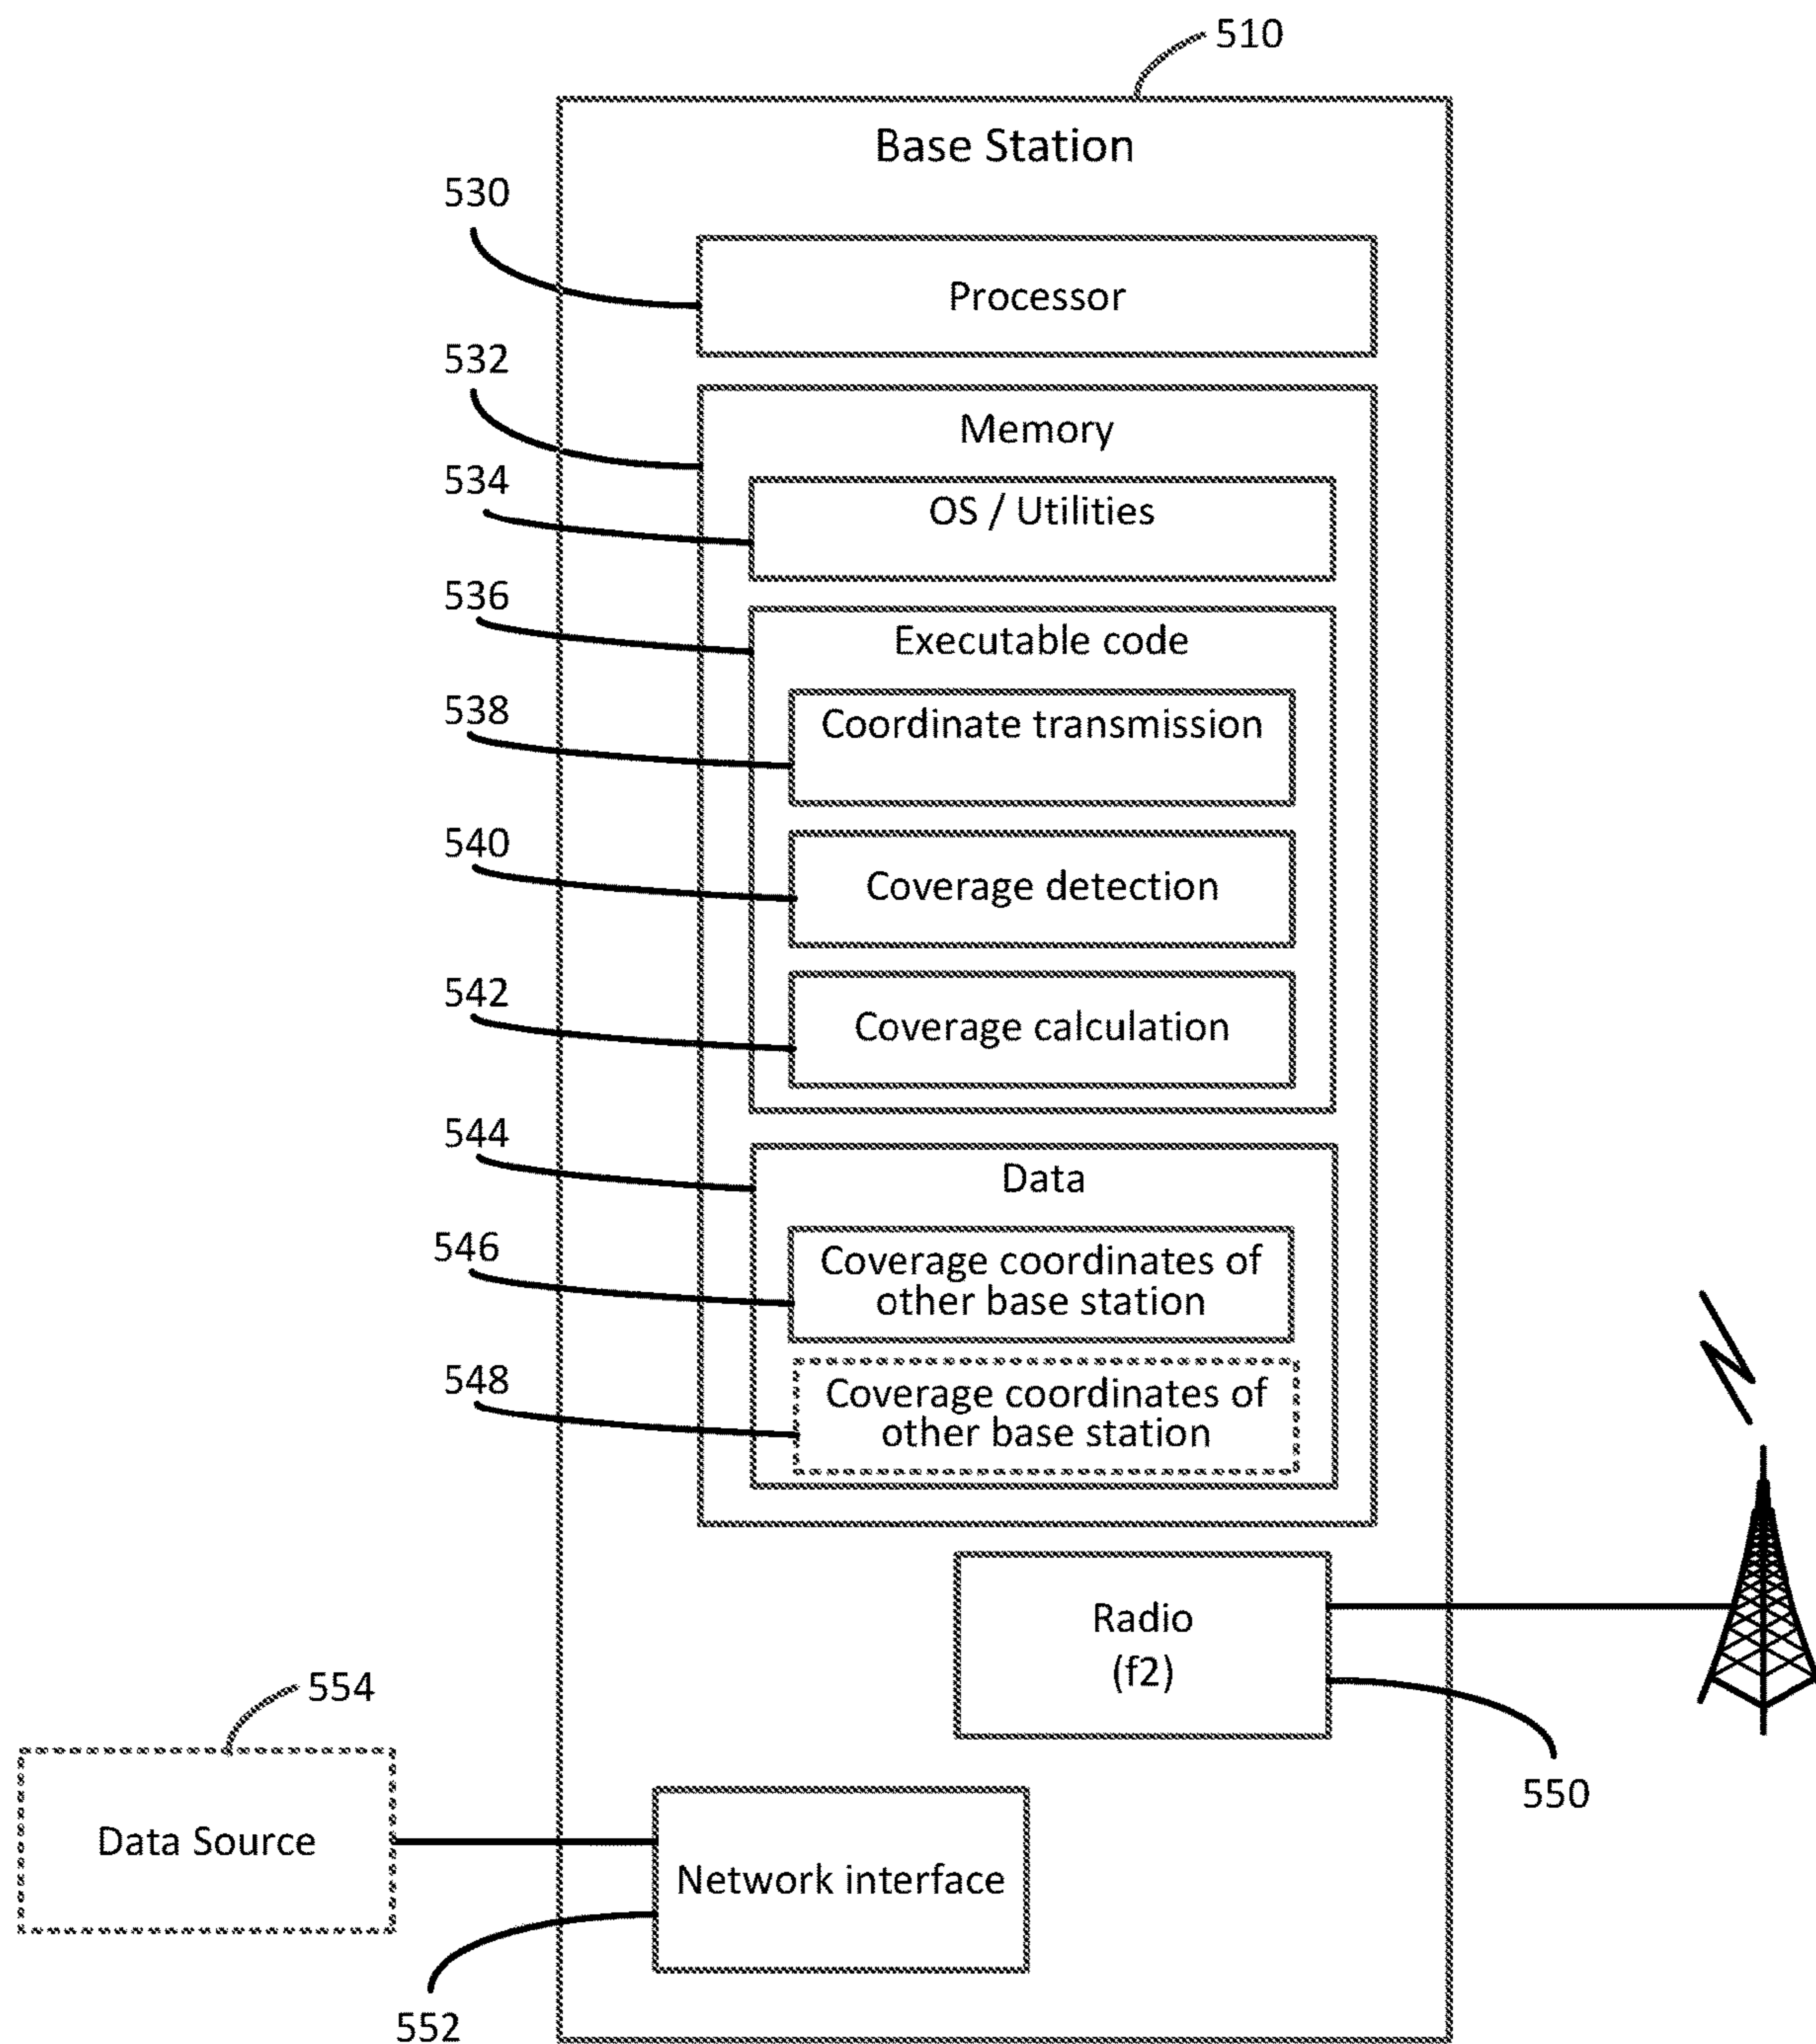 510
Base Station
530
Processor
532
Memory
534
OS / Utilities
536
Executable code
538
Coordinate transmission
540
Coverage detection
542
Coverage calculation
544
Data
546
Coverage coordinates of
other base station
548
Coverage coordinates of
other base station
Radio
(f2)
550
554
Data Source
Network interface
552